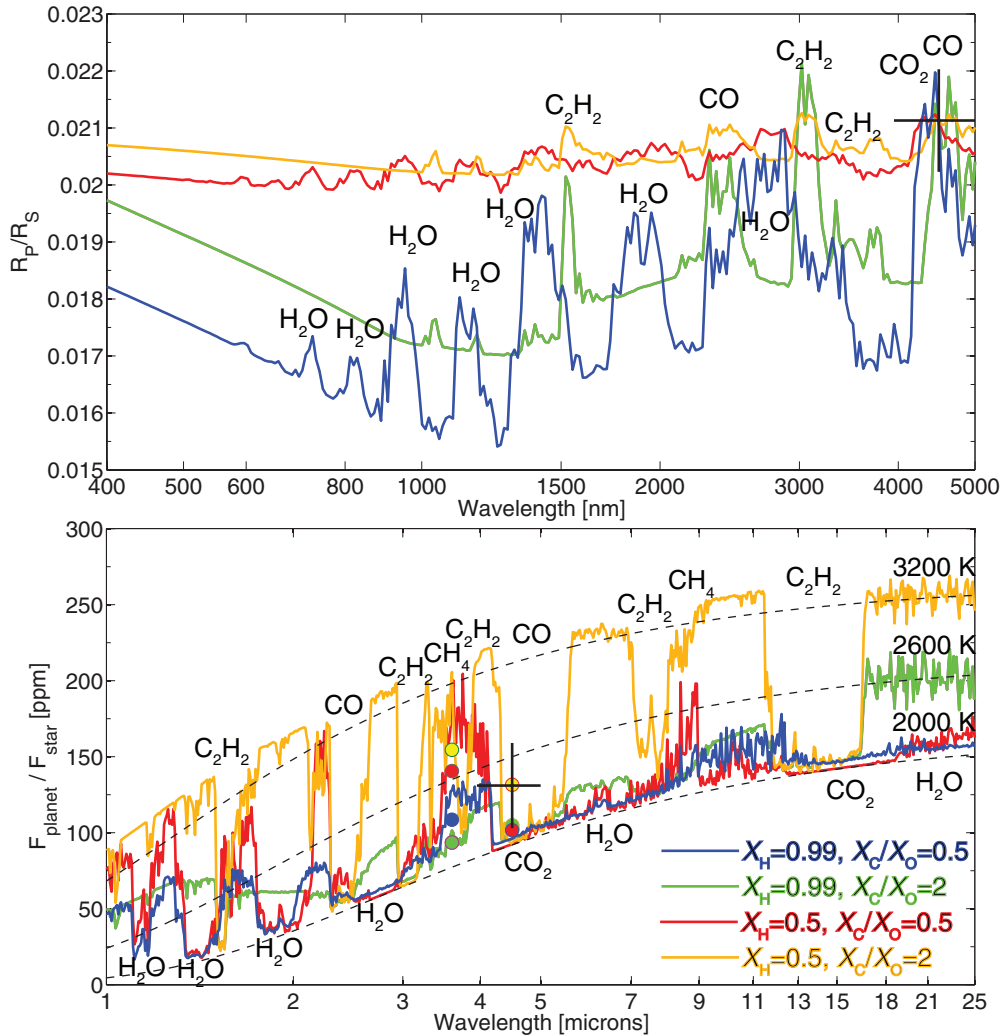 0.023
0.022
0.021
0.02
0.019
0.018
0.017
0.016
0.015
R_P/R_S
C₂H₂
CO
CO₂
C₂H₂
CO
C₂H₂
H₂O
H₂O
H₂O
H₂O
H₂O
H₂O
H₂O
400 500 600 800 1000 1500 2000 3000 4000 5000
Wavelength [nm]
300
250
200
150
100
50
0
F_planet / F_star [ppm]
3200 K
2600 K
2000 K
CH₄
C₂H₂
C₂H₂
CO
C₂H₂
CH₄
C₂H₂
CO
C₂H₂
CO₂
H₂O
H₂O
CO₂
H₂O
H₂O
H₂O
H₂O
X_H=0.99, X_C/X_O=0.5
X_H=0.99, X_C/X_O=2
X_H=0.5, X_C/X_O=0.5
X_H=0.5, X_C/X_O=2
1 2 3 4 5 7 9 11 13 15 18 21 25
Wavelength [microns]